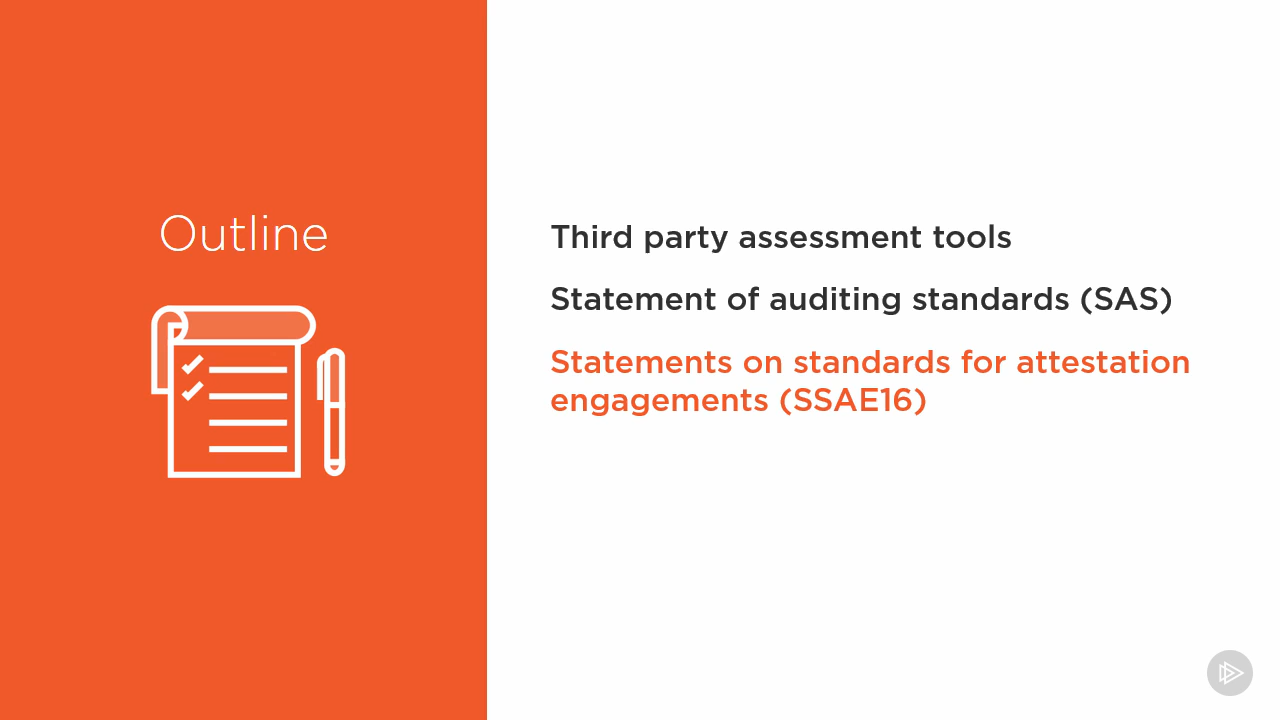 Outline
Third party assessment tools
Statement of auditing standards (SAS)
Statements on standards for attestation
engagements (SSAE16)